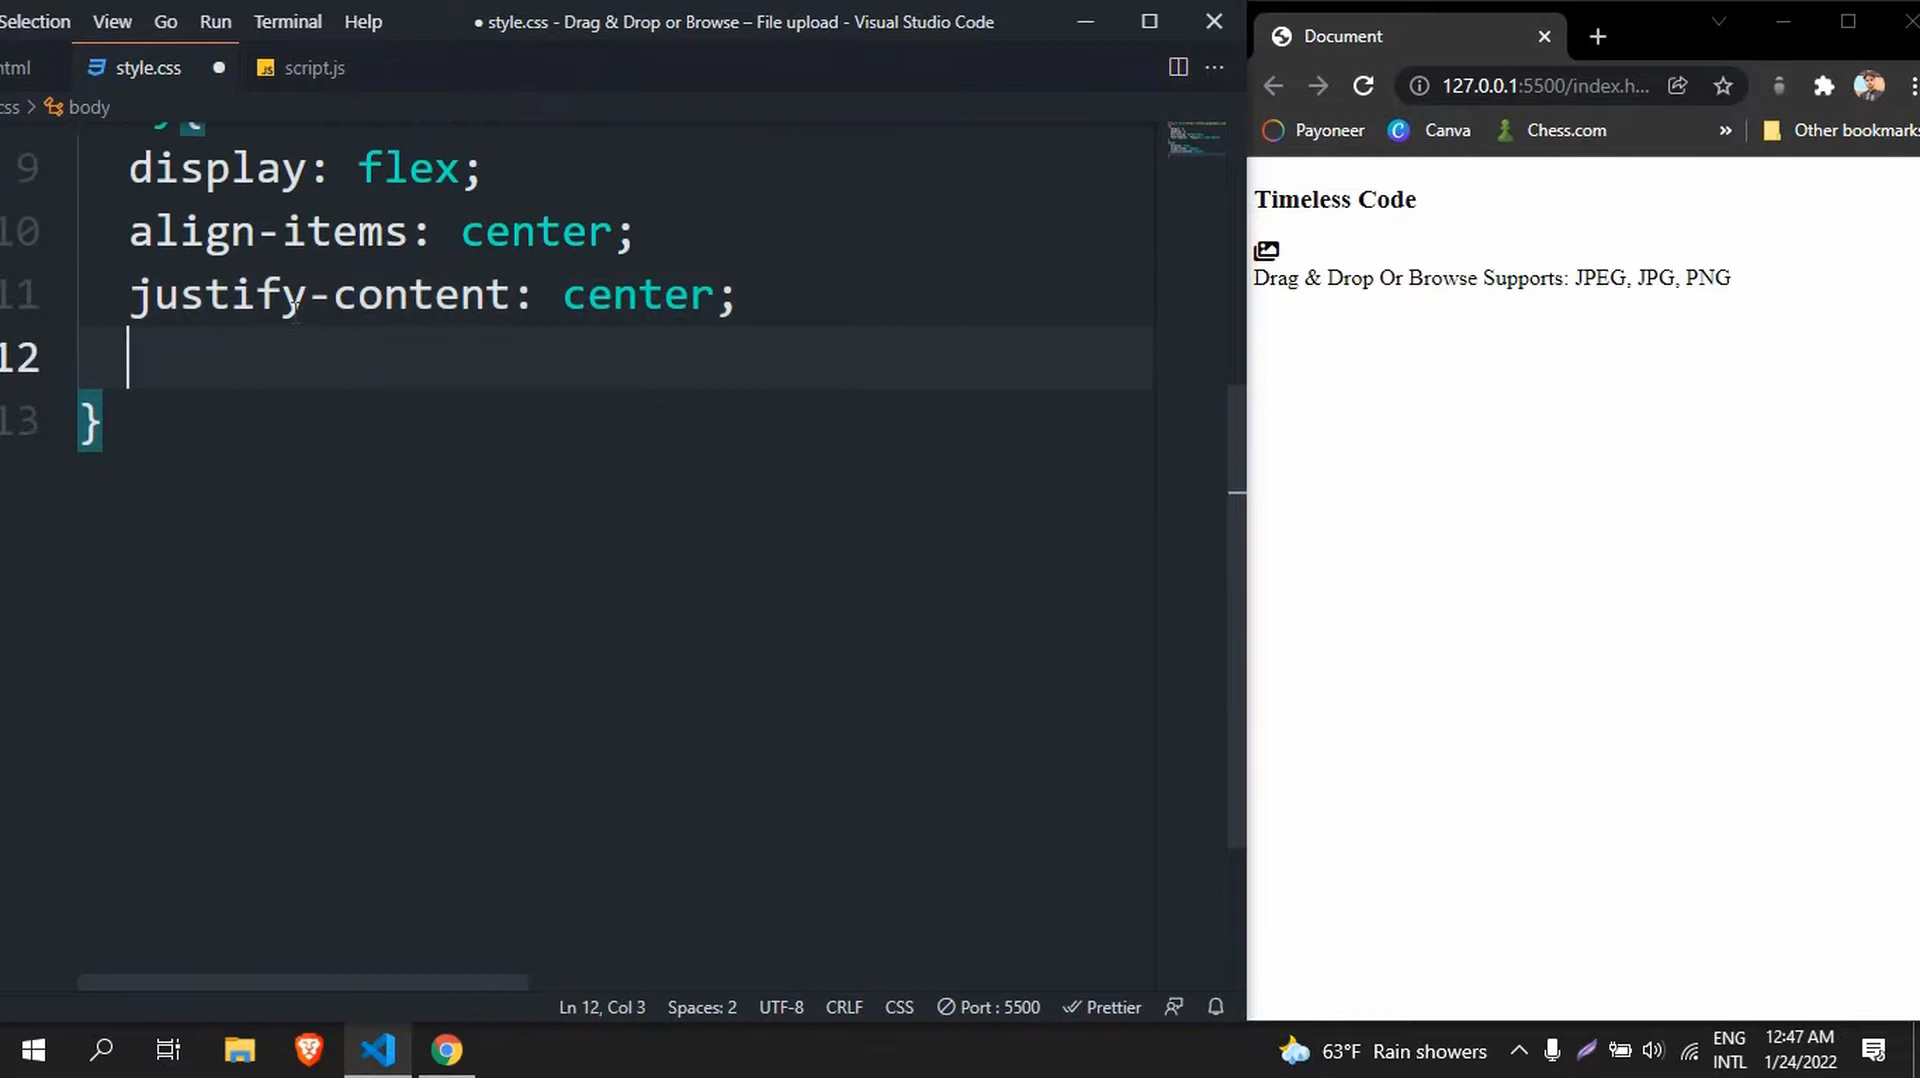 Selection View Go Run Terminal Help
● style.css - Drag & Drop or Browse – File upload - Visual Studio Code
html style.css ● JS script.js
css > body
{
9 display: flex;
10 align-items: center;
11 justify-content: center;
12
13 }
Ln 12, Col 3 Spaces: 2 UTF-8 CRLF CSS Port : 5500 Prettier
Document
127.0.0.1:5500/index.h...
Payoneer Canva Chess.com » Other bookmarks
Timeless Code
Drag & Drop Or Browse Supports: JPEG, JPG, PNG
63°F Rain showers
ENG
INTL
12:47 AM
1/24/2022